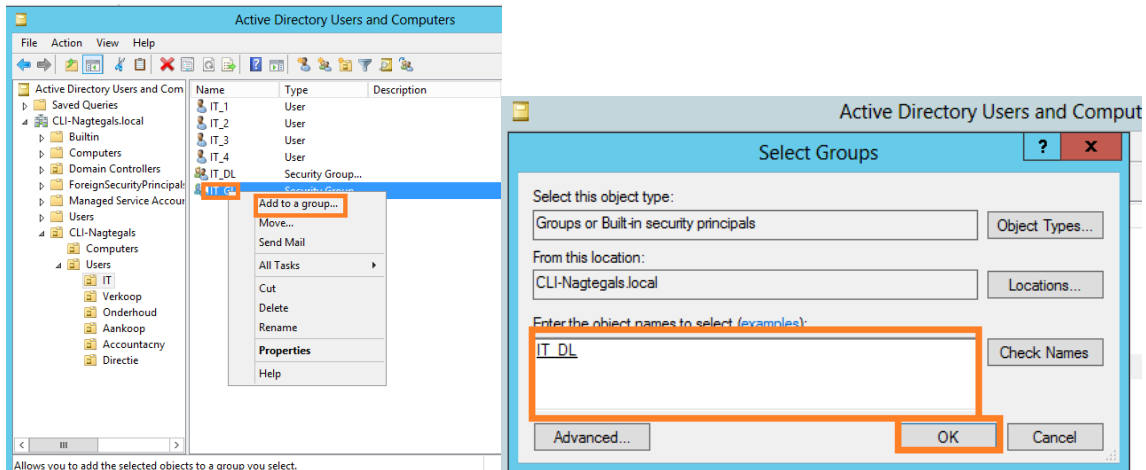 Active Directory Users and Computers
File Action View Help
Active Directory Users and Com
Saved Queries
CLI-Nagtegals.local
Builtin
Computers
Domain Controllers
ForeignSecurityPrincipals
Managed Service Accour
Users
CLI-Nagtegals
Computers
Users
IT
Verkoop
Onderhoud
Aankoop
Accountacny
Directie
Name Type Description
IT_1 User
IT_2 User
IT_3 User
IT_4 User
IT_DL Security Group...
Security Group
Add to a group...
Move...
Send Mail
All Tasks
Cut
Delete
Rename
Properties
Help
Allows you to add the selected objects to a group you select.
Active Directory Users and Comput
Select Groups
? x
Select this object type:
Groups or Built-in security principals
Object Types...
From this location:
CLI-Nagtegals.local
Locations...
Enter the object names to select (examples):
IT_DL
Check Names
Advanced...
OK
Cancel